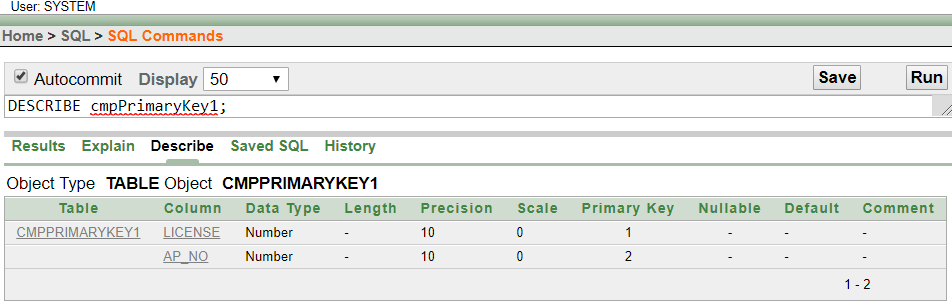 User: SYSTEM
Home > SQL > SQL Commands
Autocommit Display 50 Save Run
DESCRIBE cmpPrimaryKey1;
Results Explain Describe Saved SQL History
Object Type TABLE Object CMPPRIMARYKEY1
Table Column Data Type Length Precision Scale Primary Key Nullable Default Comment
CMPPRIMARYKEY1 LICENSE Number - 10 0 1 - - -
AP_NO Number - 10 0 2 - - -
1 - 2